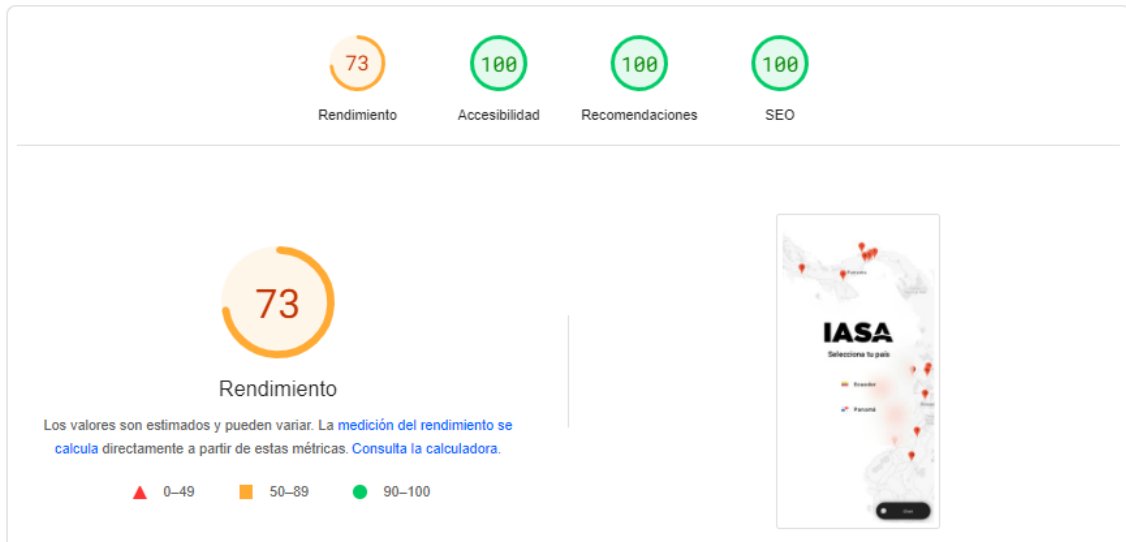 73
100
100
100
Rendimiento
Accesibilidad
Recomendaciones
SEO
73
Rendimiento
Los valores son estimados y pueden variar. La medición del rendimiento se
calcula directamente a partir de estas métricas. Consulta la calculadora.
0–49
50–89
90–100
Panamá
IASA
Selecciona tu país
Ecuador
Panamá